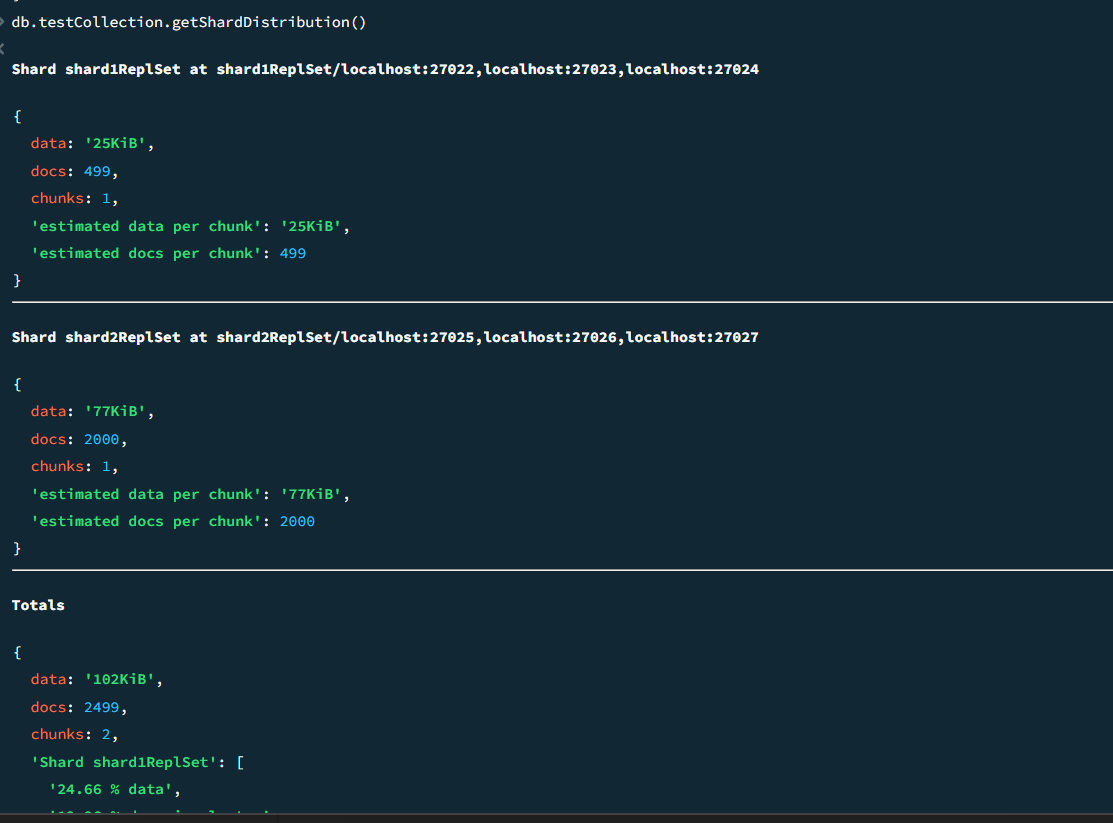 db.testCollection.getShardDistribution()
Shard shard1ReplSet at shard1ReplSet/localhost:27022,localhost:27023,localhost:27024
{
  data: '25KiB',
  docs: 499,
  chunks: 1,
  'estimated data per chunk': '25KiB',
  'estimated docs per chunk': 499
}
Shard shard2ReplSet at shard2ReplSet/localhost:27025,localhost:27026,localhost:27027
{
  data: '77KiB',
  docs: 2000,
  chunks: 1,
  'estimated data per chunk': '77KiB',
  'estimated docs per chunk': 2000
}
Totals
{
  data: '102KiB',
  docs: 2499,
  chunks: 2,
  'Shard shard1ReplSet': [
    '24.66 % data',